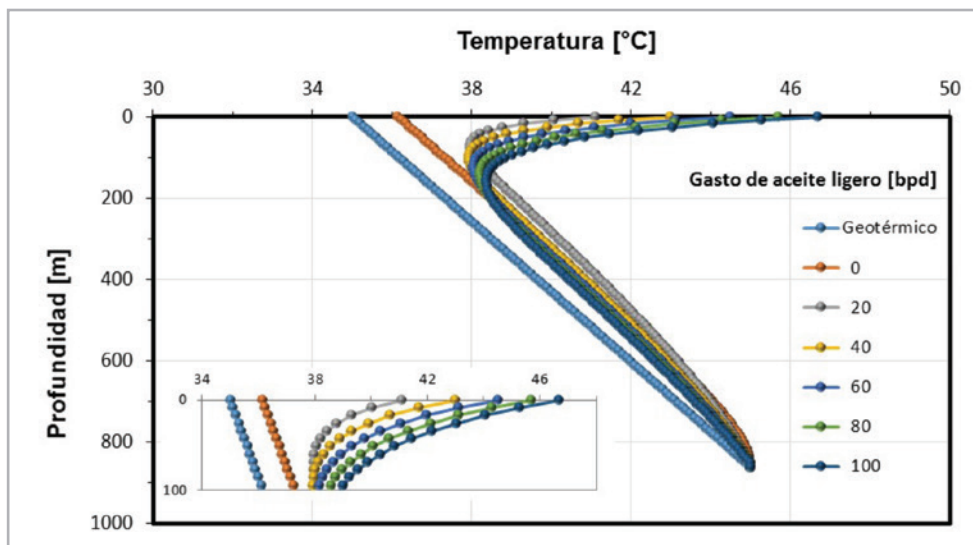 Temperatura [°C]
30 34 38 42 46 50
0
200
400
600
800
1000
Profundidad [m]
Gasto de aceite ligero [bpd]
Geotérmico
0
20
40
60
80
100
34 38 42 46
0
100